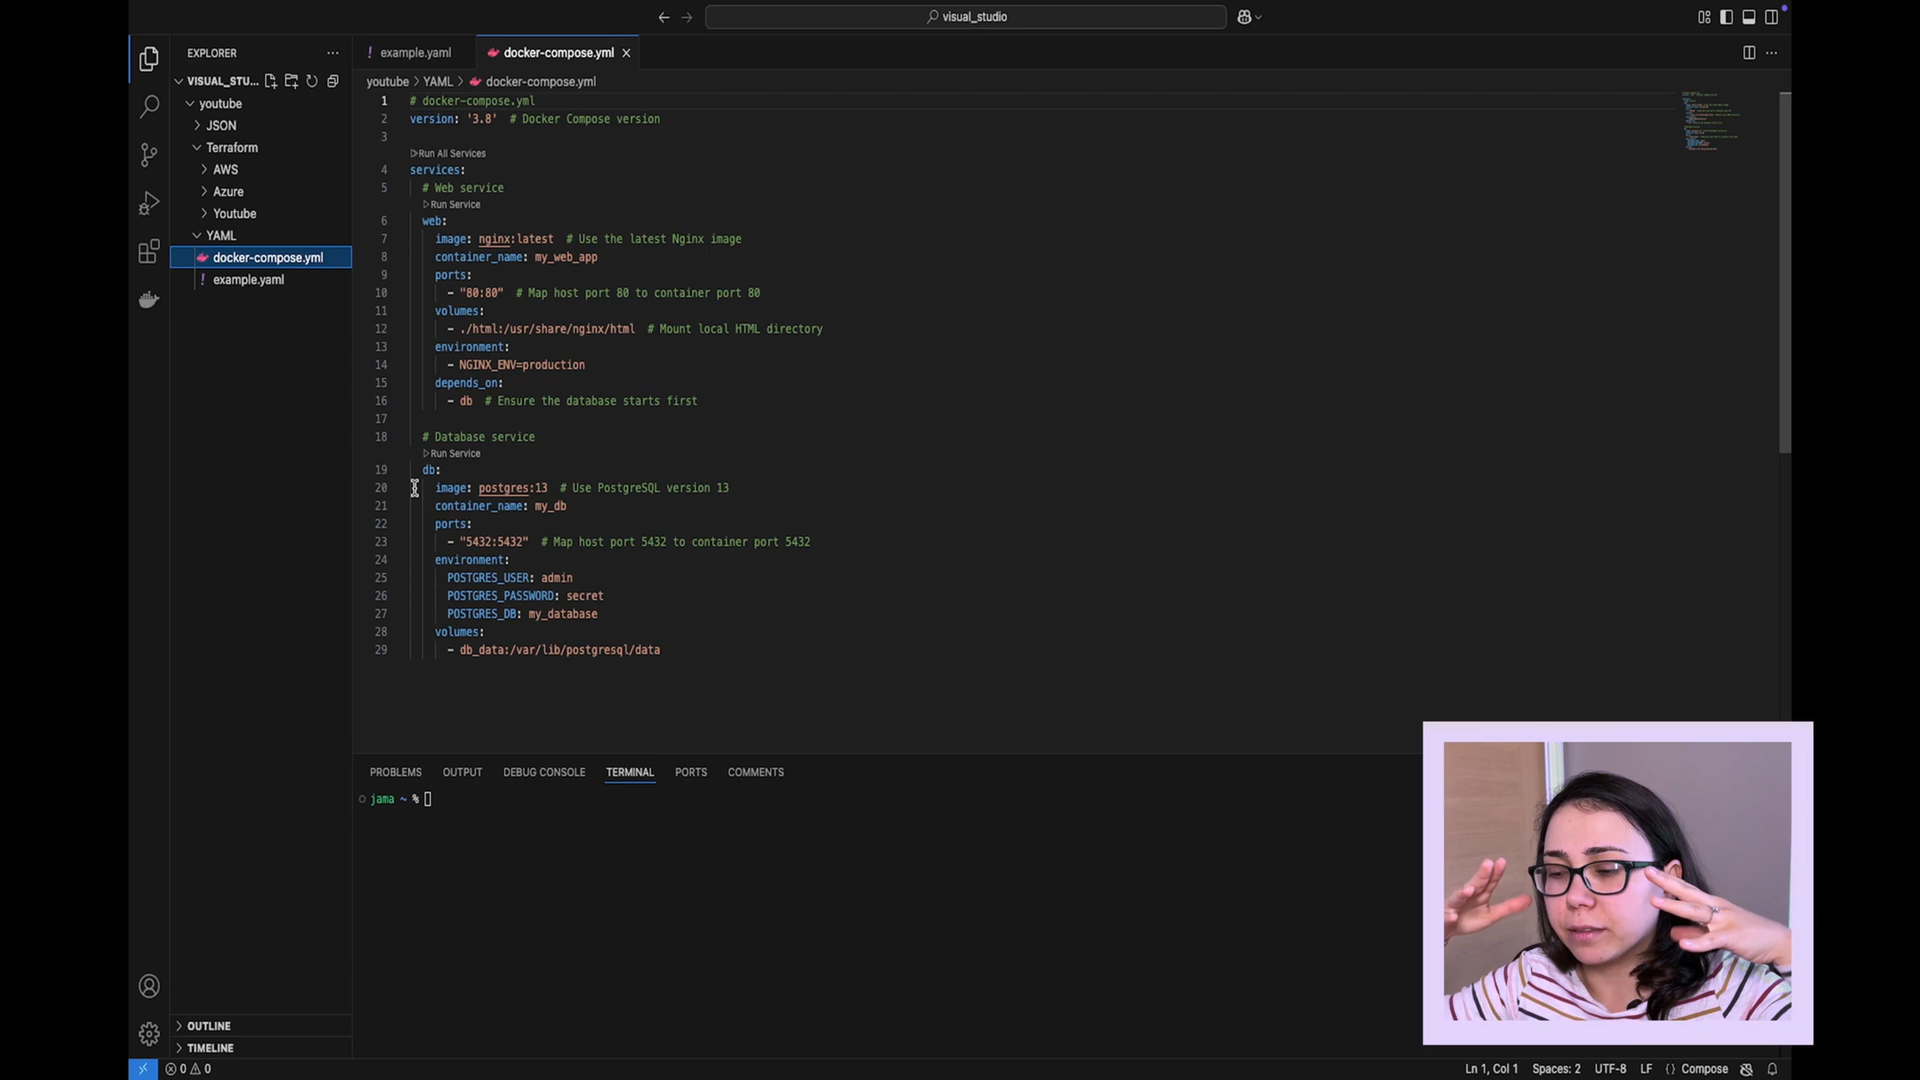 visual_studio
EXPLORER
example.yaml
docker-compose.yml
VISUAL_STU...
youtube > YAML > docker-compose.yml
youtube
JSON
Terraform
AWS
Azure
Youtube
YAML
docker-compose.yml
example.yaml
1 # docker-compose.yml
2 version: '3.8'  # Docker Compose version
3
Run All Services
4 services:
5 # Web service
Run Service
6 web:
7 image: nginx:latest  # Use the latest Nginx image
8 container_name: my_web_app
9 ports:
10 - "80:80"  # Map host port 80 to container port 80
11 volumes:
12 - ./html:/usr/share/nginx/html  # Mount local HTML directory
13 environment:
14 - NGINX_ENV=production
15 depends_on:
16 - db  # Ensure the database starts first
17
18 # Database service
Run Service
19 db:
20 image: postgres:13  # Use PostgreSQL version 13
21 container_name: my_db
22 ports:
23 - "5432:5432"  # Map host port 5432 to container port 5432
24 environment:
25 POSTGRES_USER: admin
26 POSTGRES_PASSWORD: secret
27 POSTGRES_DB: my_database
28 volumes:
29 - db_data:/var/lib/postgresql/data
PROBLEMS OUTPUT DEBUG CONSOLE TERMINAL PORTS COMMENTS
jama ~ %
OUTLINE
TIMELINE
0 0
Ln 1, Col 1 Spaces: 2 UTF-8 LF {} Compose